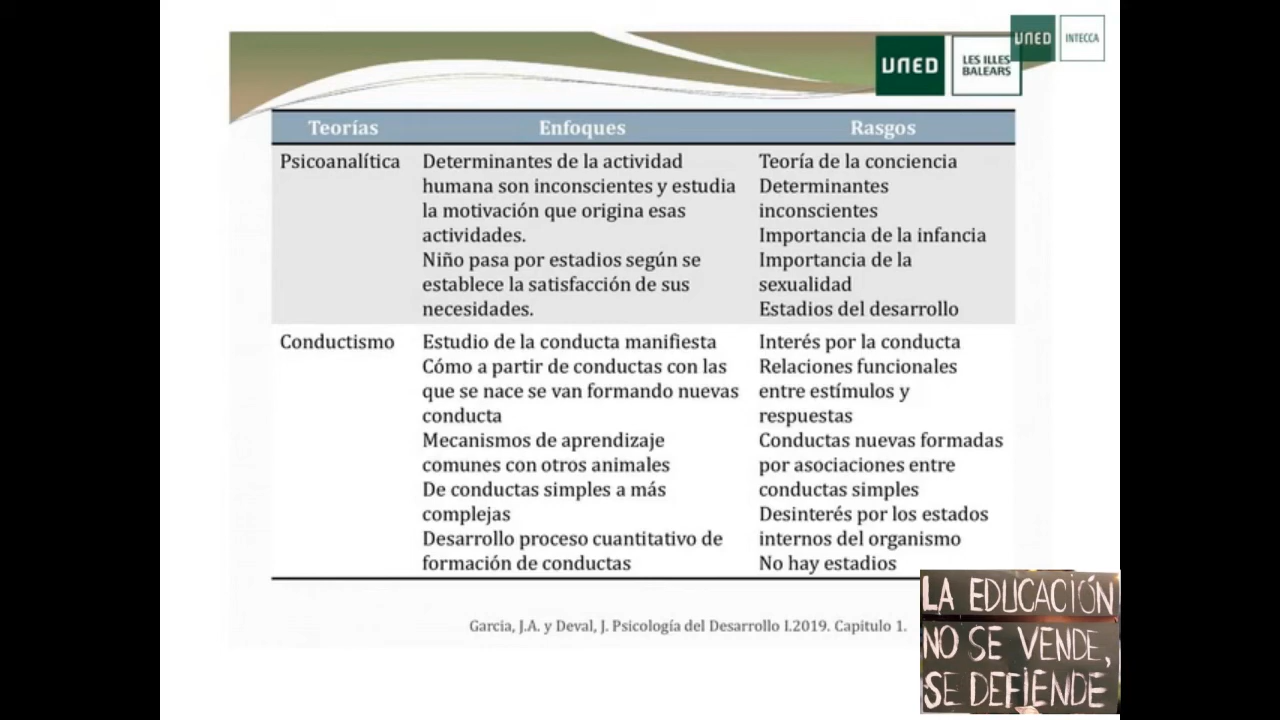 UNED
INTECCA
UNED
LES ILLES
BALEARS
Teorías Enfoques Rasgos
Psicoanalítica
Determinantes de la actividad
humana son inconscientes y estudia
la motivación que origina esas
actividades.
Niño pasa por estadios según se
establece la satisfacción de sus
necesidades.
Teoría de la conciencia
Determinantes
inconscientes
Importancia de la infancia
Importancia de la
sexualidad
Estadios del desarrollo
Conductismo
Estudio de la conducta manifiesta
Cómo a partir de conductas con las
que se nace se van formando nuevas
conducta
Mecanismos de aprendizaje
comunes con otros animales
De conductas simples a más
complejas
Desarrollo proceso cuantitativo de
formación de conductas
Interés por la conducta
Relaciones funcionales
entre estímulos y
respuestas
Conductas nuevas formadas
por asociaciones entre
conductas simples
Desinterés por los estados
internos del organismo
No hay estadios
Garcia, J.A. y Deval, J. Psicología del Desarrollo I.2019. Capitulo 1.
LA EDUCACIÓN
NO SE VENDE,
SE DEFIENDE